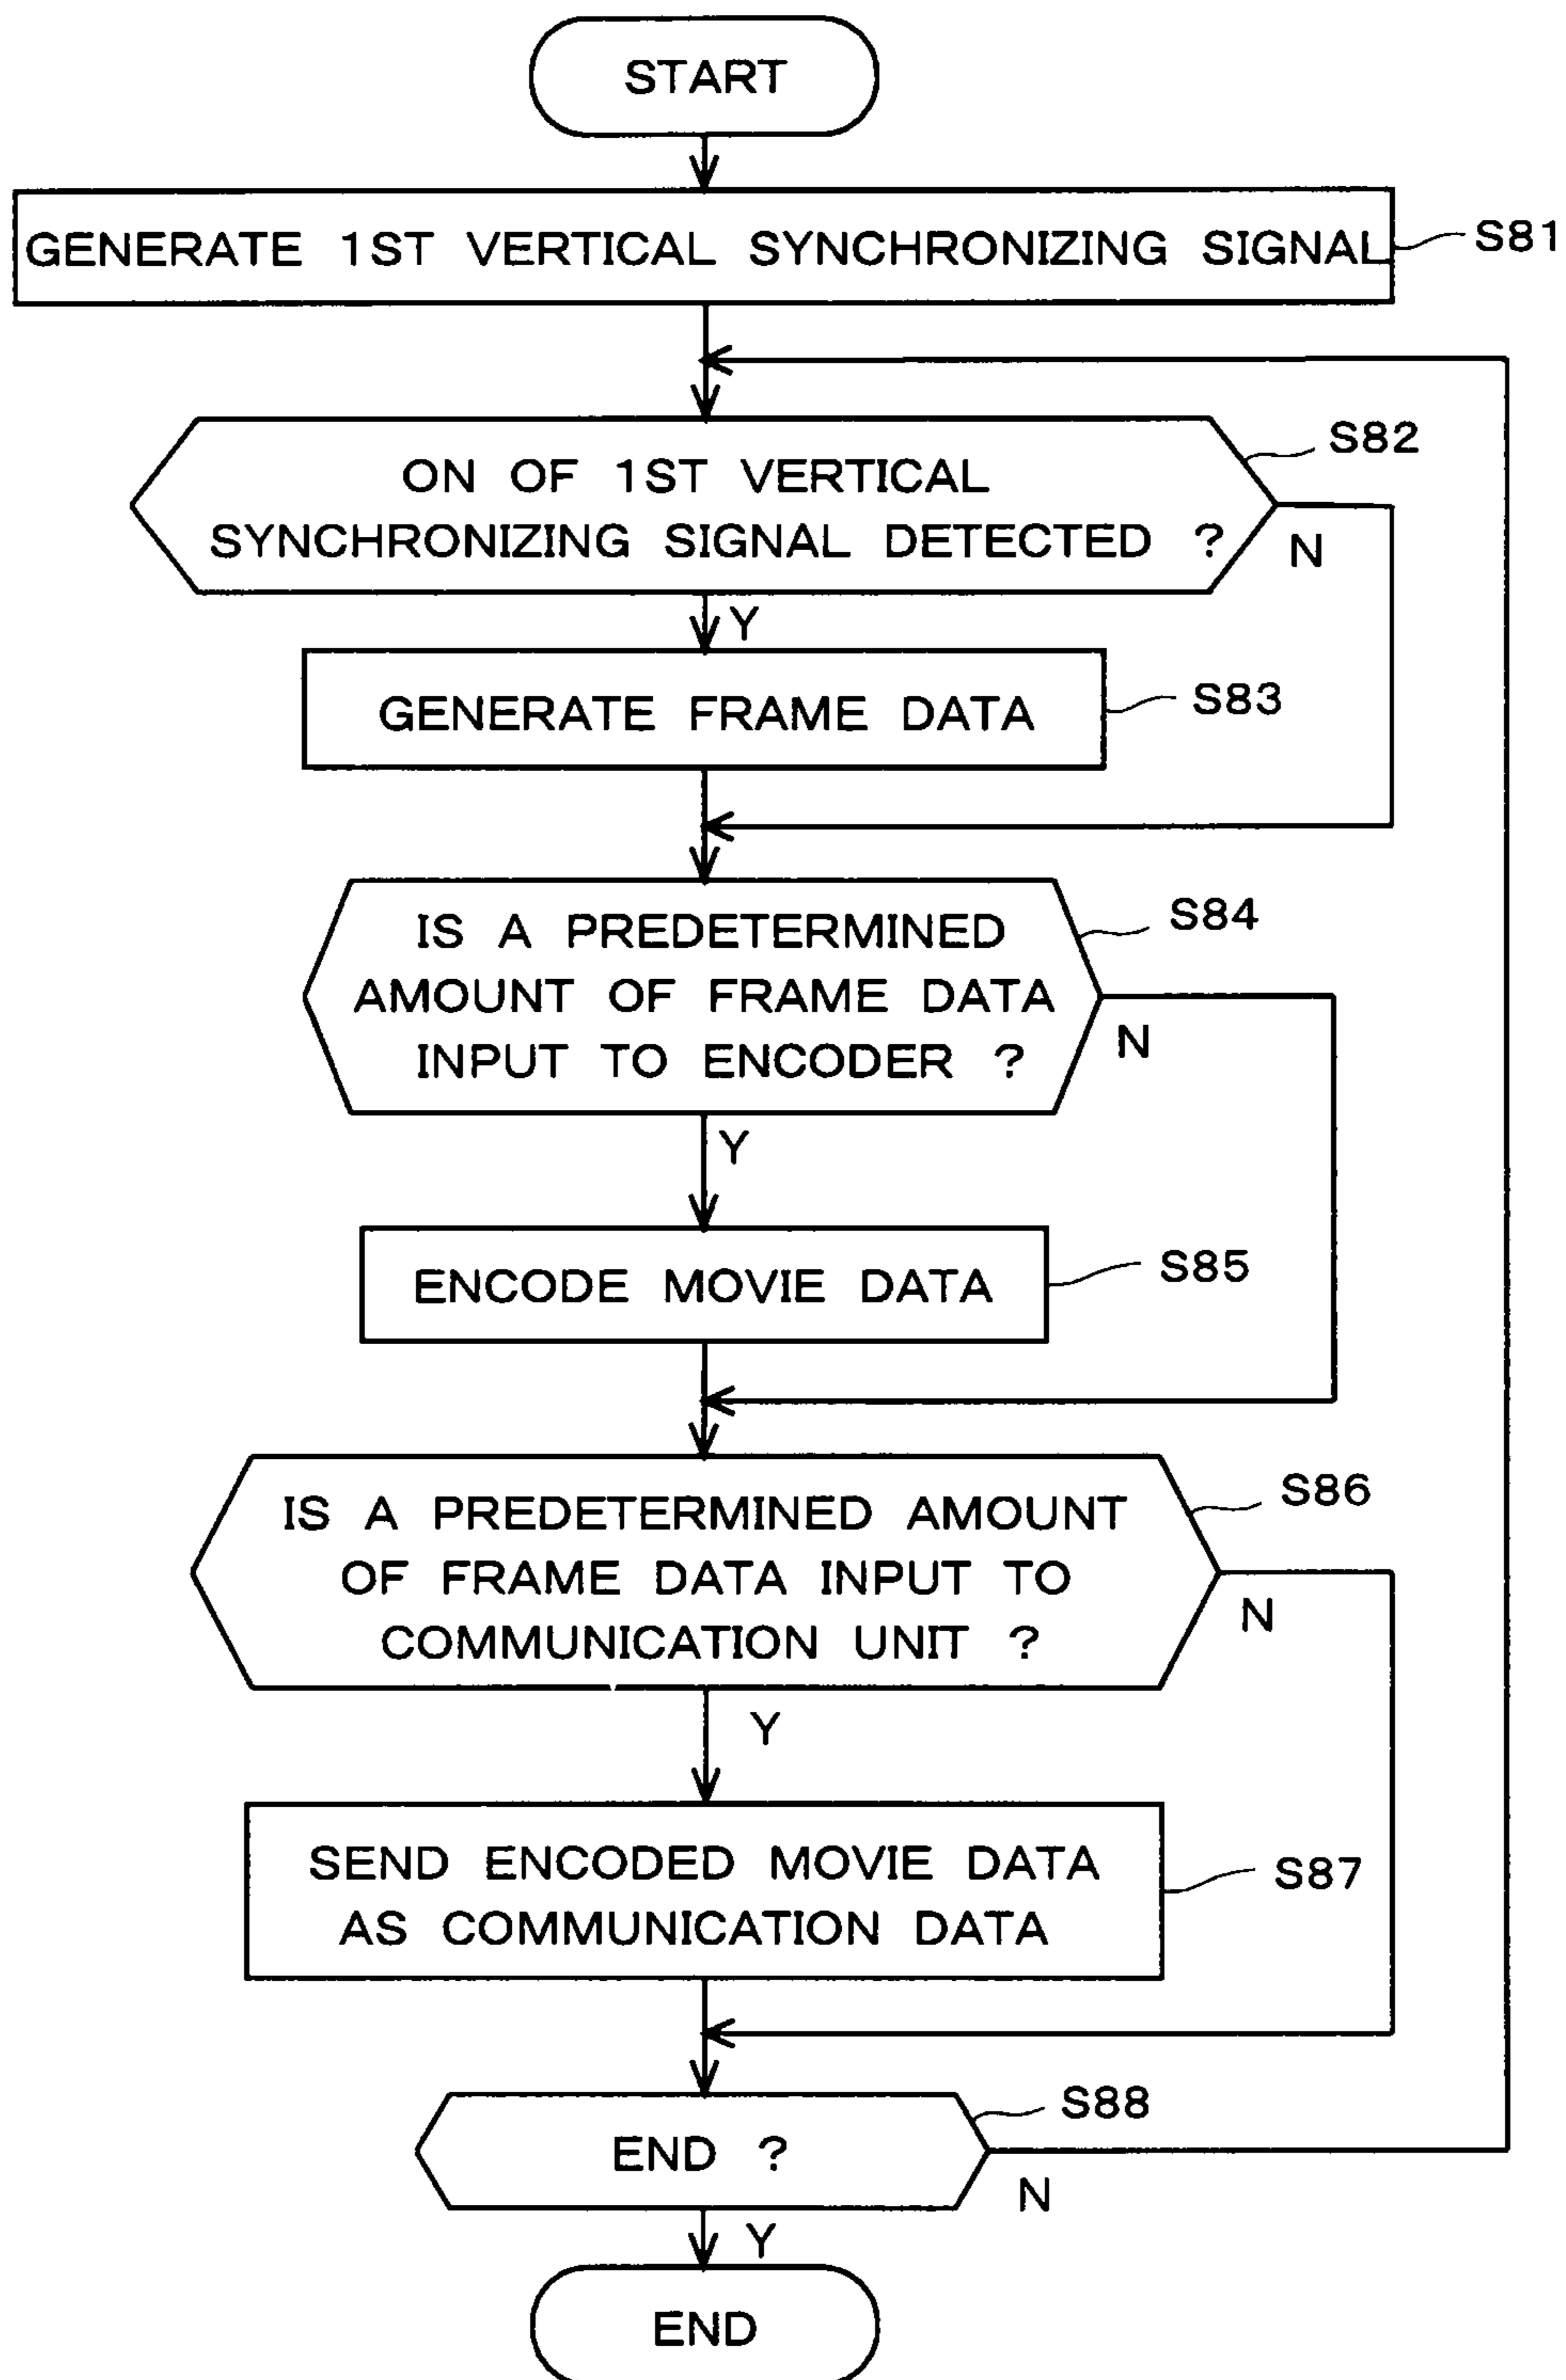 START
GENERATE 1ST VERTICAL SYNCHRONIZING SIGNAL
S81
ON OF 1ST VERTICAL
SYNCHRONIZING SIGNAL DETECTED ?
S82
N
Y
GENERATE FRAME DATA
S83
IS A PREDETERMINED
AMOUNT OF FRAME DATA
INPUT TO ENCODER ?
S84
N
Y
ENCODE MOVIE DATA
S85
IS A PREDETERMINED AMOUNT
OF FRAME DATA INPUT TO
COMMUNICATION UNIT ?
S86
N
Y
SEND ENCODED MOVIE DATA
AS COMMUNICATION DATA
S87
END ?
S88
N
Y
END